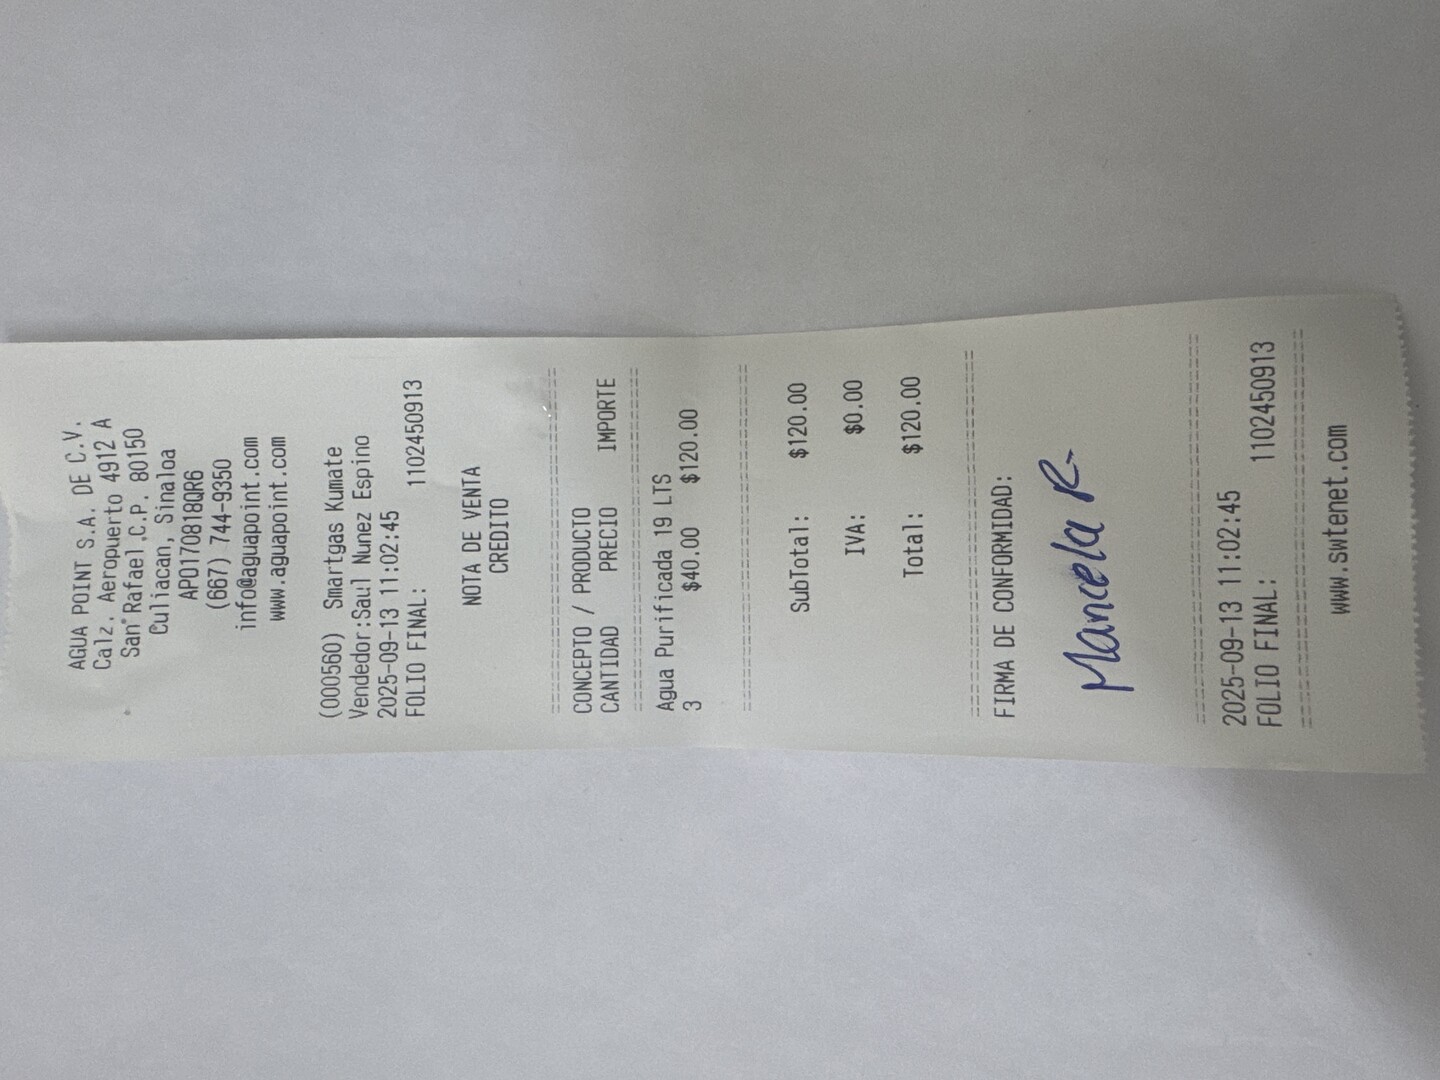 AGUA POINT S.A. DE C.V.
Calz. Aeropuerto 4912 A
San Rafael ,C.P. 80150
Culiacan, Sinaloa
APO170818QR6
(667) 744-9350
info@aguapoint.com
www.aguapoint.com
(000560) Smartgas Kumate
Vendedor:Saul Nunez Espino
2025-09-13 11:02:45
FOLIO FINAL: 1102450913
NOTA DE VENTA
CREDITO
CONCEPTO / PRODUCTO
CANTIDAD PRECIO IMPORTE
Agua Purificada 19 LTS
3 $40.00 $120.00
SubTotal: $120.00
IVA: $0.00
Total: $120.00
FIRMA DE CONFORMIDAD:
Marcela R.
2025-09-13 11:02:45
FOLIO FINAL: 1102450913
www.swtenet.com